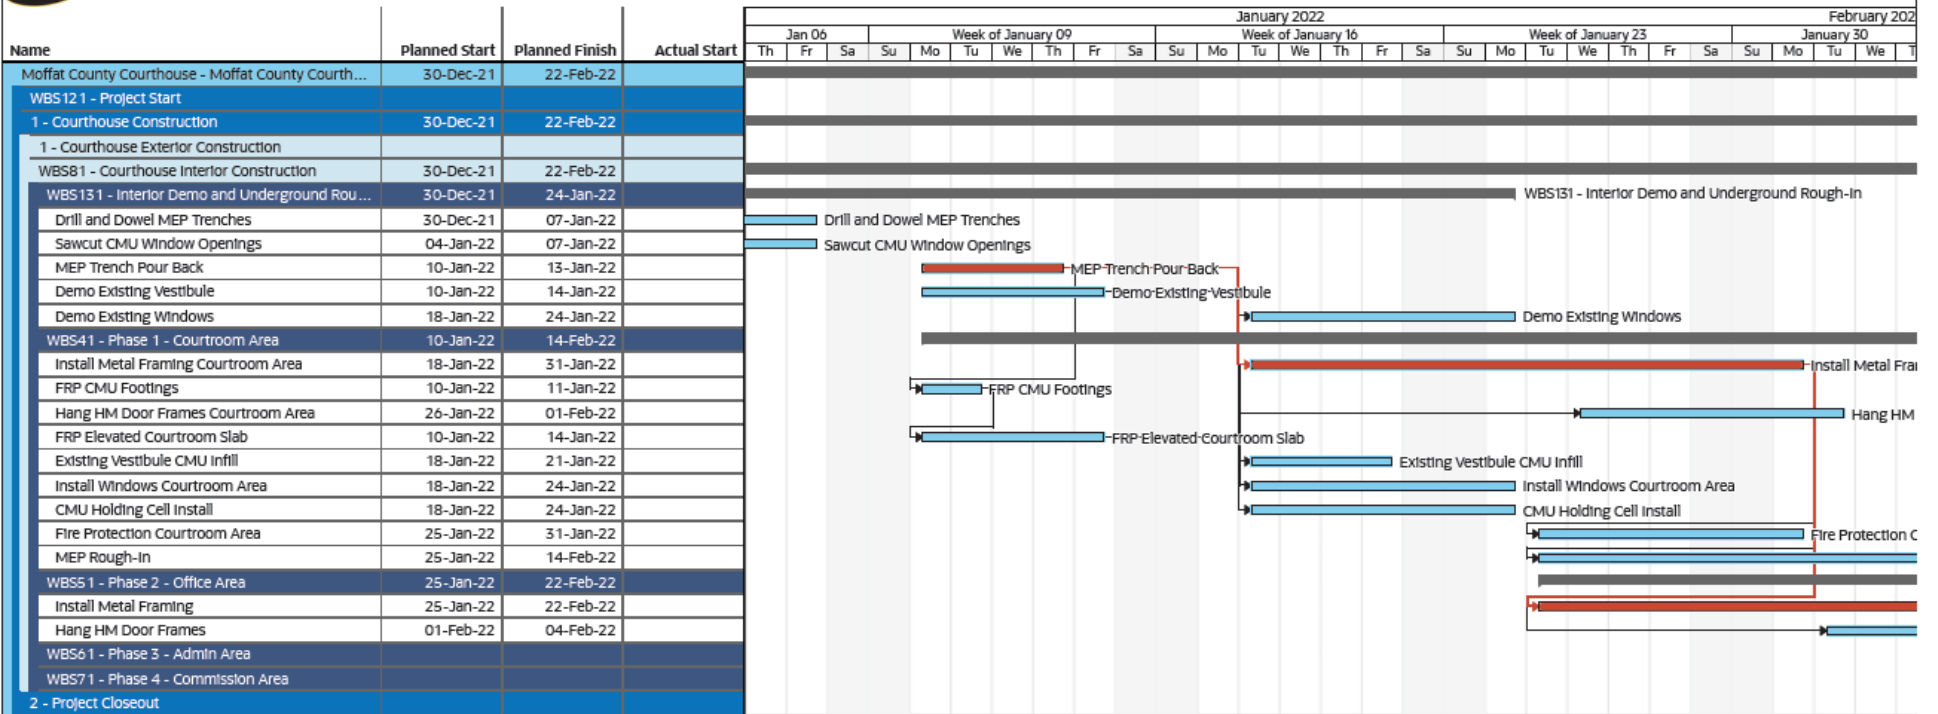 January 2022 February 202
Jan 06 Week of January 09 Week of January 16 Week of January 23 January 30
Name Planned Start Planned Finish Actual Start Th Fr Sa Su Mo Tu We Th Fr Sa Su Mo Tu We Th Fr Sa Su Mo Tu We Th Fr Sa Su Mo Tu We T
Moffat County Courthouse - Moffat County Courth... 30-Dec-21 22-Feb-22
WBS121 - Project Start
1 - Courthouse Construction 30-Dec-21 22-Feb-22
1 - Courthouse Exterior Construction
WBS81 - Courthouse Interior Construction 30-Dec-21 22-Feb-22
WBS131 - Interior Demo and Underground Rou... 30-Dec-21 24-Jan-22 WBS131 - Interior Demo and Underground Rough-In
Drill and Dowel MEP Trenches 30-Dec-21 07-Jan-22 Drill and Dowel MEP Trenches
Sawcut CMU Window Openings 04-Jan-22 07-Jan-22 Sawcut CMU Window Openings
MEP Trench Pour Back 10-Jan-22 13-Jan-22 MEP Trench Pour Back
Demo Existing Vestibule 10-Jan-22 14-Jan-22 Demo Existing Vestibule
Demo Existing Windows 18-Jan-22 24-Jan-22 Demo Existing Windows
WBS41 - Phase 1 - Courtroom Area 10-Jan-22 14-Feb-22
Install Metal Framing Courtroom Area 18-Jan-22 31-Jan-22 Install Metal Fra
FRP CMU Footings 10-Jan-22 11-Jan-22 FRP CMU Footings
Hang HM Door Frames Courtroom Area 26-Jan-22 01-Feb-22 Hang HM
FRP Elevated Courtroom Slab 10-Jan-22 14-Jan-22 FRP Elevated Courtroom Slab
Existing Vestibule CMU Infill 18-Jan-22 21-Jan-22 Existing Vestibule CMU Infill
Install Windows Courtroom Area 18-Jan-22 24-Jan-22 Install Windows Courtroom Area
CMU Holding Cell Install 18-Jan-22 24-Jan-22 CMU Holding Cell Install
Fire Protection Courtroom Area 25-Jan-22 31-Jan-22 Fire Protection C
MEP Rough-In 25-Jan-22 14-Feb-22
WBS51 - Phase 2 - Office Area 25-Jan-22 22-Feb-22
Install Metal Framing 25-Jan-22 22-Feb-22
Hang HM Door Frames 01-Feb-22 04-Feb-22
WBS61 - Phase 3 - Admin Area
WBS71 - Phase 4 - Commission Area
2 - Project Closeout